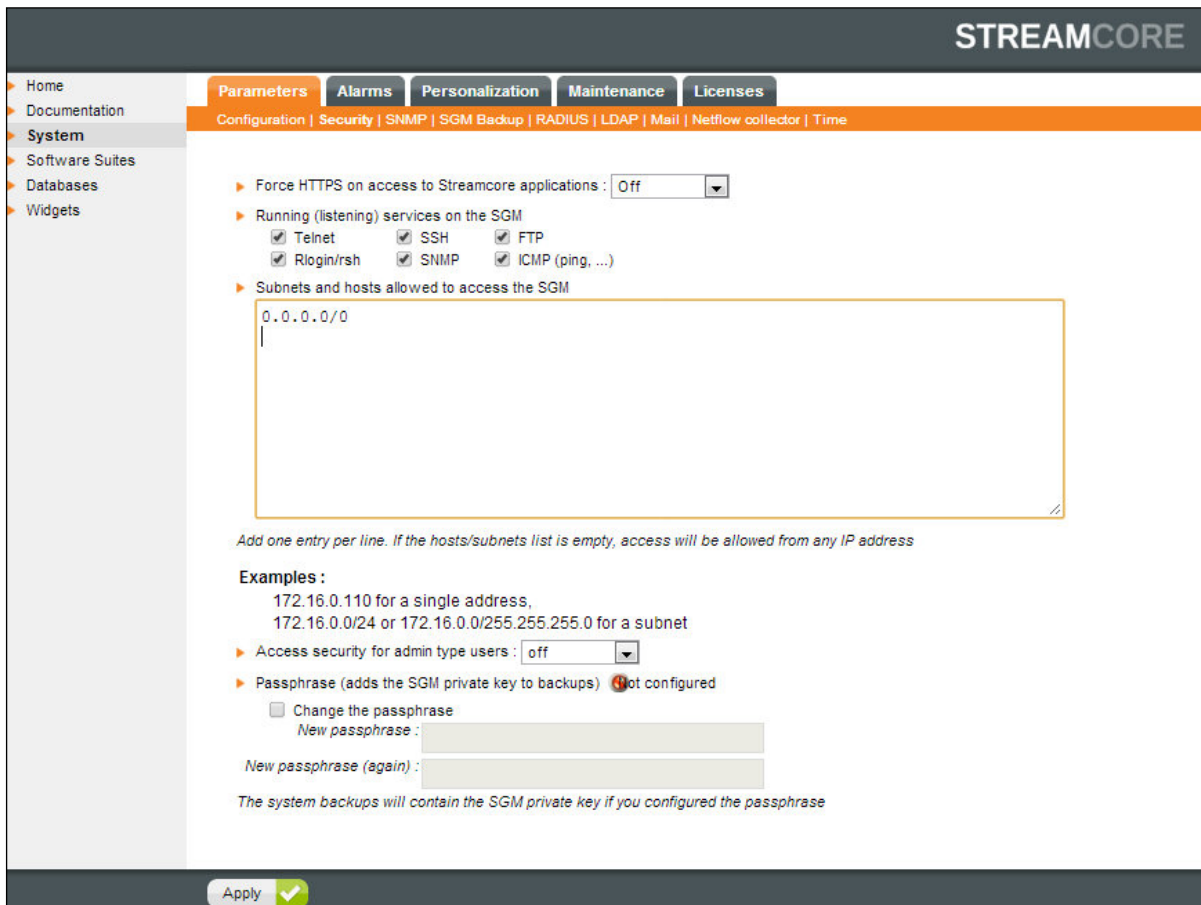 STREAMCORE
Home
Documentation
System
Software Suites
Databases
Widgets
Parameters Alarms Personalization Maintenance Licenses
Configuration | Security | SNMP | SGM Backup | RADIUS | LDAP | Mail | Netflow collector | Time
Force HTTPS on access to Streamcore applications : Off
Running (listening) services on the SGM
Telnet SSH FTP
Rlogin/rsh SNMP ICMP (ping, ...)
Subnets and hosts allowed to access the SGM
0.0.0.0/0
Add one entry per line. If the hosts/subnets list is empty, access will be allowed from any IP address
Examples :
172.16.0.110 for a single address,
172.16.0.0/24 or 172.16.0.0/255.255.255.0 for a subnet
Access security for admin type users : off
Passphrase (adds the SGM private key to backups) Not configured
Change the passphrase
New passphrase :
New passphrase (again) :
The system backups will contain the SGM private key if you configured the passphrase
Apply